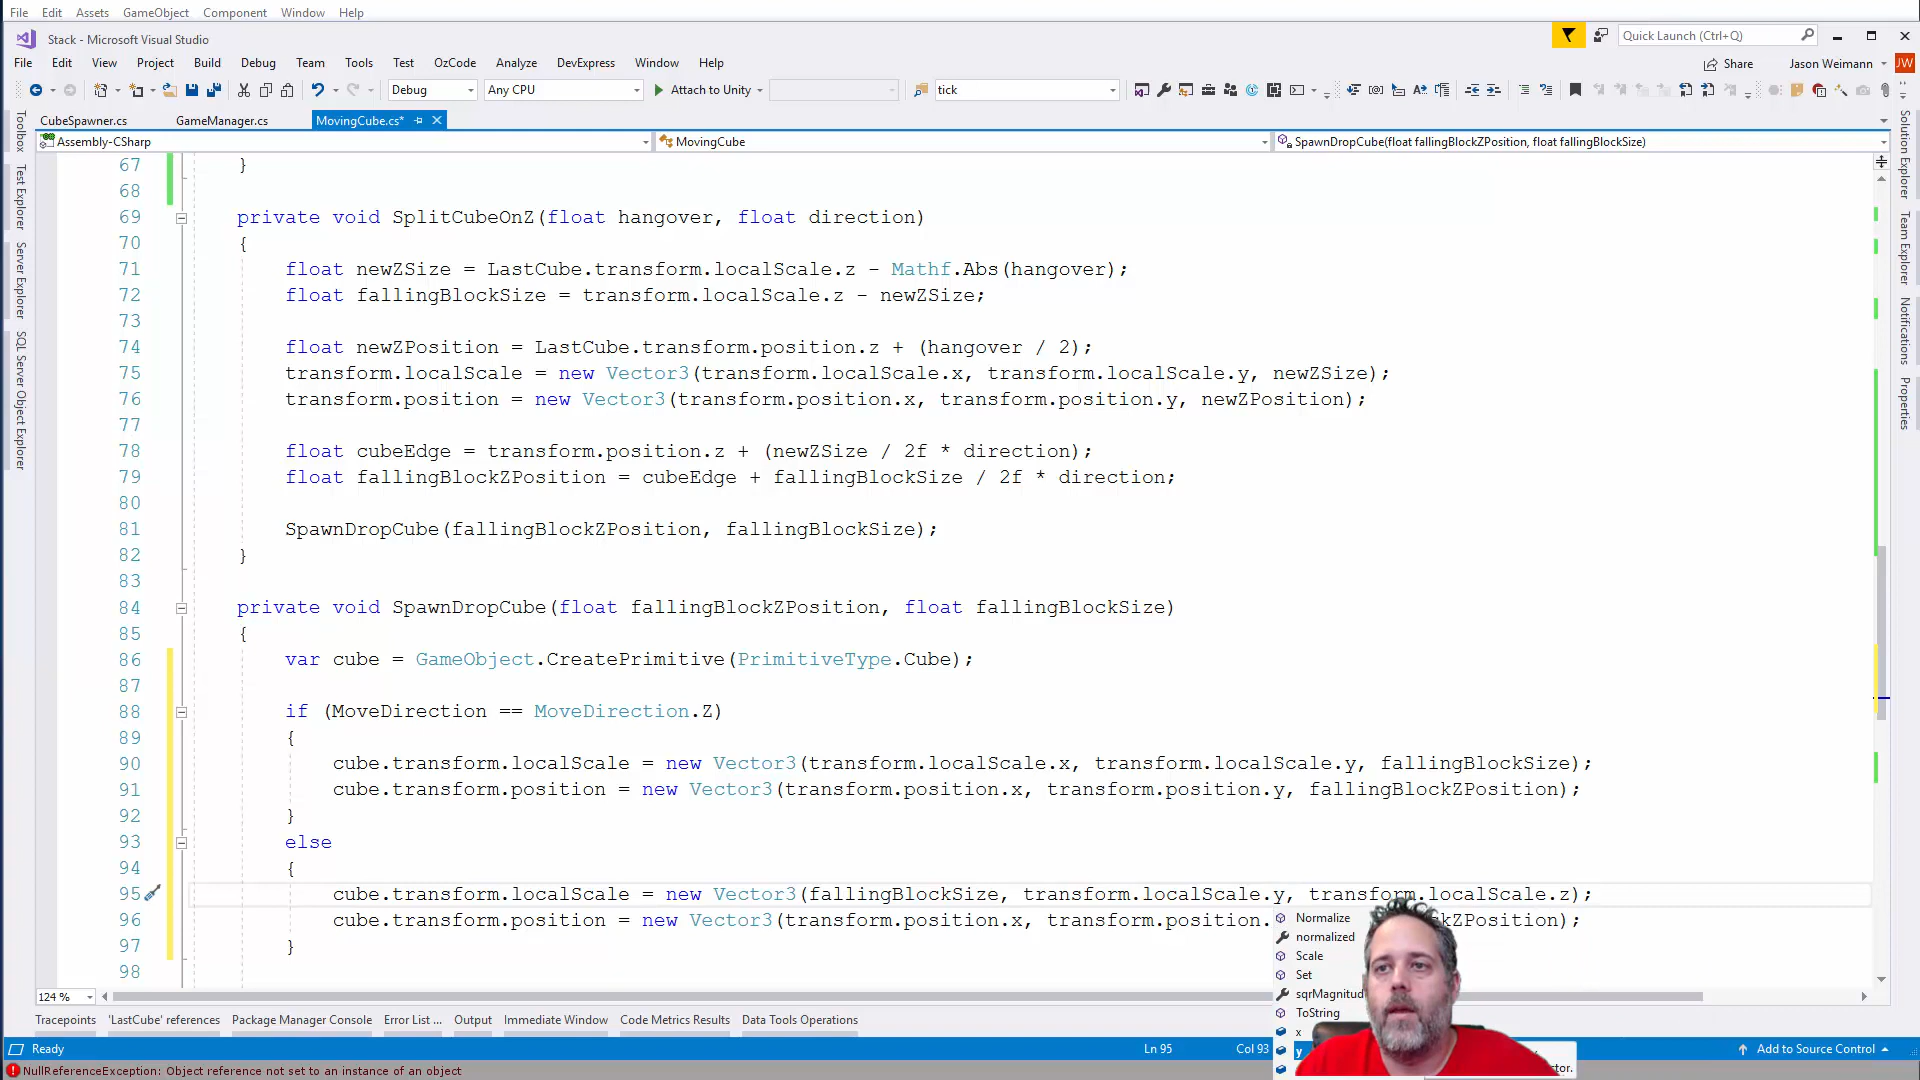 File Edit Assets GameObject Component Window Help
Stack - Microsoft Visual Studio
Quick Launch (Ctrl+Q)
File Edit View Project Build Debug Team Tools Test OzCode Analyze DevExpress Window Help
Share Jason Weimann JW
Debug Any CPU Attach to Unity tick
CubeSpawner.cs GameManager.cs MovingCube.cs*
Assembly-CSharp MovingCube SpawnDropCube(float fallingBlockZPosition, float fallingBlockSize)
Toolbox
Test Explorer
Server Explorer
SQL Server Object Explorer
Solution Explorer
Team Explorer
Notifications
Properties
67 }
68
69 private void SplitCubeOnZ(float hangover, float direction)
70 {
71 float newZSize = LastCube.transform.localScale.z - Mathf.Abs(hangover);
72 float fallingBlockSize = transform.localScale.z - newZSize;
73
74 float newZPosition = LastCube.transform.position.z + (hangover / 2);
75 transform.localScale = new Vector3(transform.localScale.x, transform.localScale.y, newZSize);
76 transform.position = new Vector3(transform.position.x, transform.position.y, newZPosition);
77
78 float cubeEdge = transform.position.z + (newZSize / 2f * direction);
79 float fallingBlockZPosition = cubeEdge + fallingBlockSize / 2f * direction;
80
81 SpawnDropCube(fallingBlockZPosition, fallingBlockSize);
82 }
83
84 private void SpawnDropCube(float fallingBlockZPosition, float fallingBlockSize)
85 {
86 var cube = GameObject.CreatePrimitive(PrimitiveType.Cube);
87
88 if (MoveDirection == MoveDirection.Z)
89 {
90 cube.transform.localScale = new Vector3(transform.localScale.x, transform.localScale.y, fallingBlockSize);
91 cube.transform.position = new Vector3(transform.position.x, transform.position.y, fallingBlockZPosition);
92 }
93 else
94 {
95 cube.transform.localScale = new Vector3(fallingBlockSize, transform.localScale.y, transform.localScale.z);
96 cube.transform.position = new Vector3(transform.position.x, transform.position. kZPosition);
97 }
98
Normalize
normalized
Scale
Set
sqrMagnitud
ToString
x
y
tor.
124 %
Tracepoints 'LastCube' references Package Manager Console Error List ... Output Immediate Window Code Metrics Results Data Tools Operations
Ready Ln 95 Col 93 Add to Source Control
NullReferenceException: Object reference not set to an instance of an object